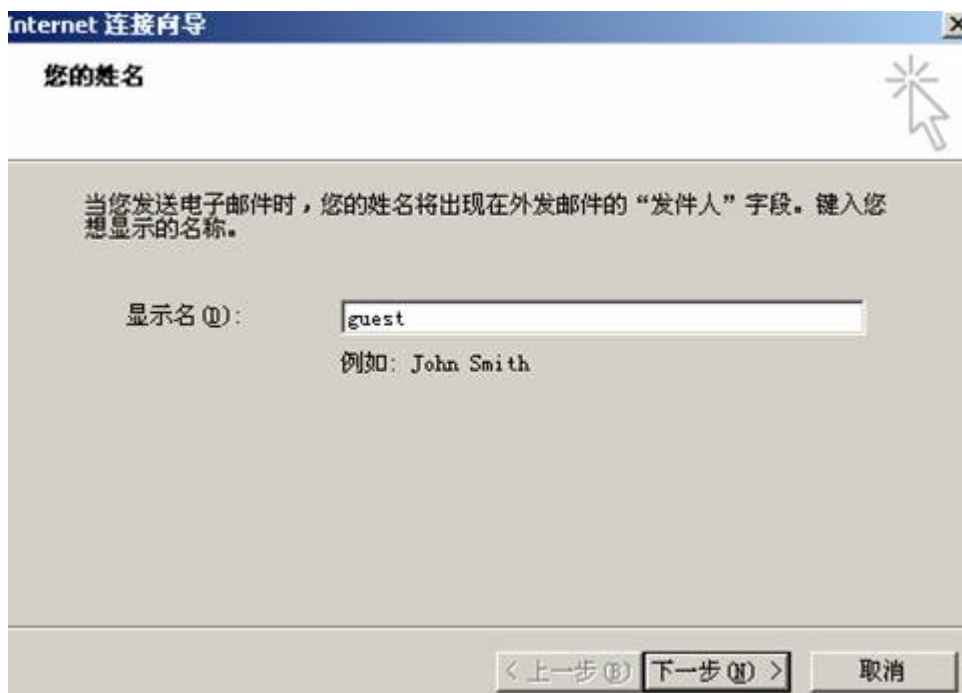 Internet 连接向导
您的姓名
当您发送电子邮件时，您的姓名将出现在外发邮件的“发件人”字段。键入您
想显示的名称。
显示名(D):
guest
例如: John Smith
< 上一步(B)
下一步(N) >
取消